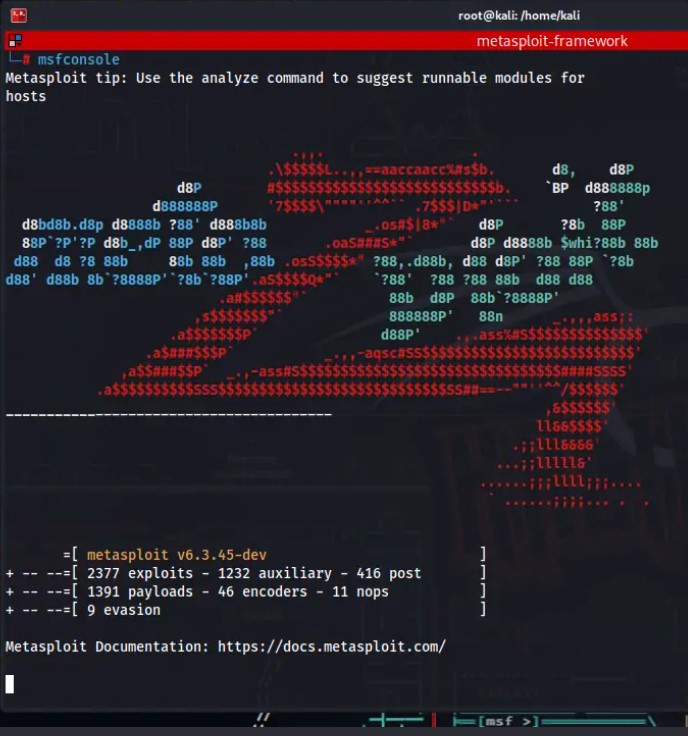 root@kali: /home/kali
metasploit-framework
└─# msfconsole
Metasploit tip: Use the analyze command to suggest runnable modules for
hosts
=[ metasploit v6.3.45-dev ]
+ -- --=[ 2377 exploits - 1232 auxiliary - 416 post ]
+ -- --=[ 1391 payloads - 46 encoders - 11 nops ]
+ -- --=[ 9 evasion ]
Metasploit Documentation: https://docs.metasploit.com/
[msf >]